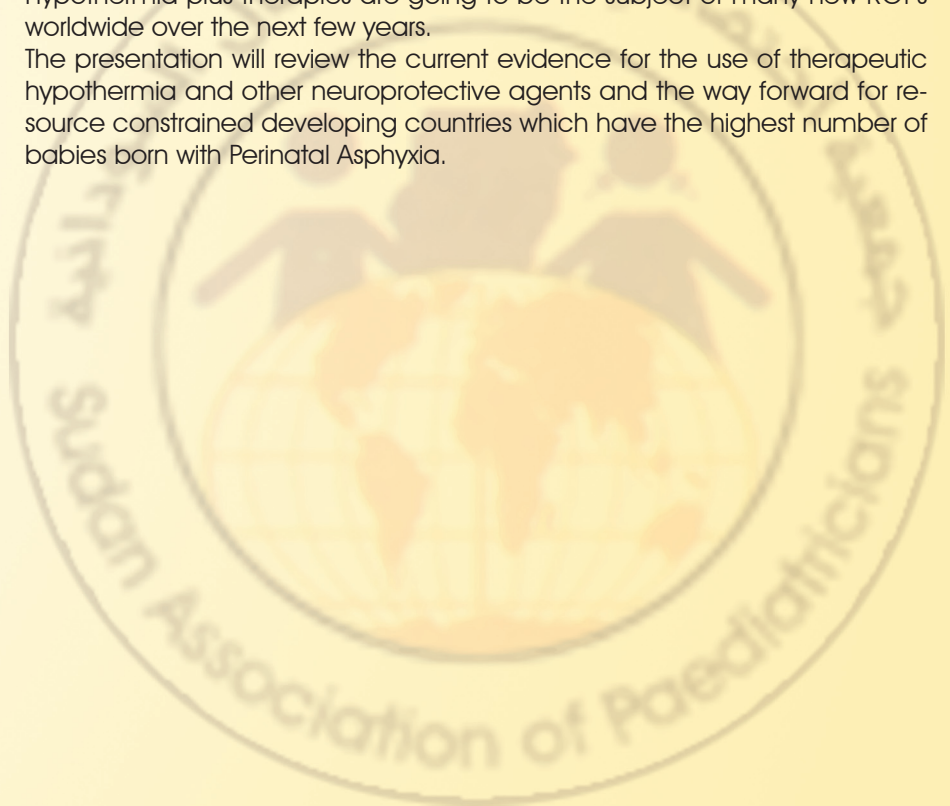 Hypothermia plus therapies are going to be the subject of many new RCTs
worldwide over the next few years.
The presentation will review the current evidence for the use of therapeutic
hypothermia and other neuroprotective agents and the way forward for re-
source constrained developing countries which have the highest number of
babies born with Perinatal Asphyxia.
Sudan Association of Paediatricians